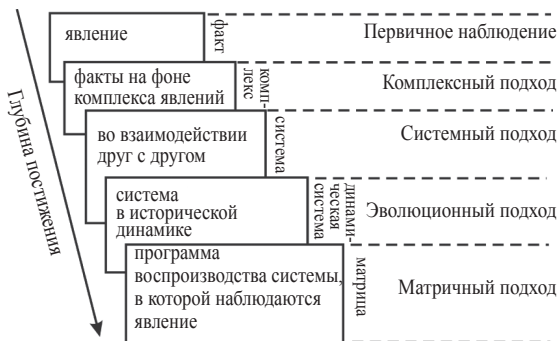 явление
факт
Первичное наблюдение
факты на фоне
комплекса явлений
комп-
лекс
Комплексный подход
во взаимодействии
друг с другом
система
Системный подход
система
в исторической
динамике
динами-
ческая
система
Эволюционный подход
программа
воспроизводства системы,
в которой наблюдаются
явление
матрица
Матричный подход
Глубина постижения